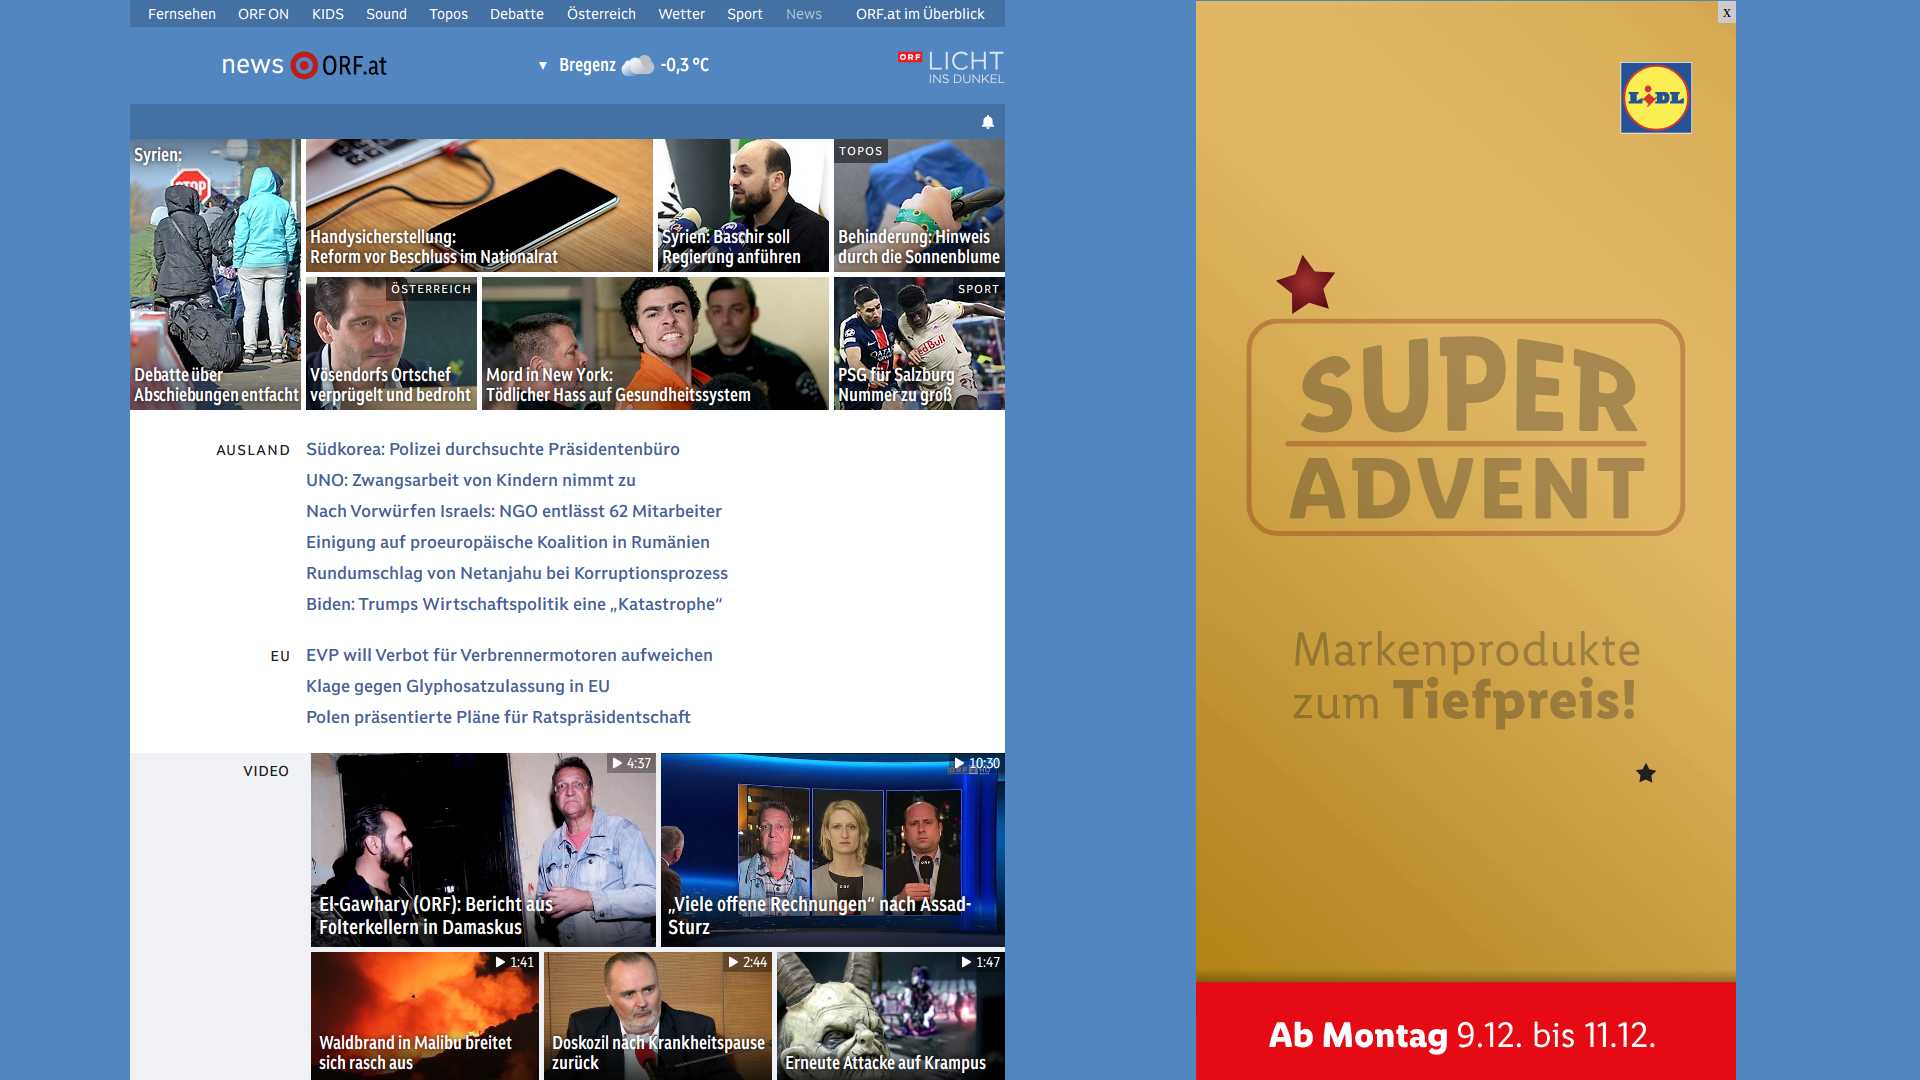 Fernsehen ORF ON KIDS Sound Topos Debatte Österreich Wetter Sport News ORF.at im Überblick
news ORF.at
Bregenz -0,3 °C
ORF LICHT INS DUNKEL
Syrien:
Debatte über
Abschiebungen entfacht
STOP
Handysicherstellung:
Reform vor Beschluss im Nationalrat
Syrien: Baschir soll
Regierung anführen
TOPOS
Behinderung: Hinweis
durch die Sonnenblume
ÖSTERREICH
Vösendorfs Ortschef
verprügelt und bedroht
Mord in New York:
Tödlicher Hass auf Gesundheitssystem
SPORT
Red Bull
PSG für Salzburg
Nummer zu groß
AUSLAND
Südkorea: Polizei durchsuchte Präsidentenbüro
UNO: Zwangsarbeit von Kindern nimmt zu
Nach Vorwürfen Israels: NGO entlässt 62 Mitarbeiter
Einigung auf proeuropäische Koalition in Rumänien
Rundumschlag von Netanjahu bei Korruptionsprozess
Biden: Trumps Wirtschaftspolitik eine „Katastrophe“
EU
EVP will Verbot für Verbrennermotoren aufweichen
Klage gegen Glyphosatzulassung in EU
Polen präsentierte Pläne für Ratspräsidentschaft
VIDEO
4:37
El-Gawhary (ORF): Bericht aus
Folterkellern in Damaskus
10:30
„Viele offene Rechnungen“ nach Assad-
Sturz
1:41
Waldbrand in Malibu breitet
sich rasch aus
2:44
Doskozil nach Krankheitspause
zurück
1:47
Erneute Attacke auf Krampus
X
LIDL
SUPER
ADVENT
Markenprodukte
zum Tiefpreis!
Ab Montag 9.12. bis 11.12.